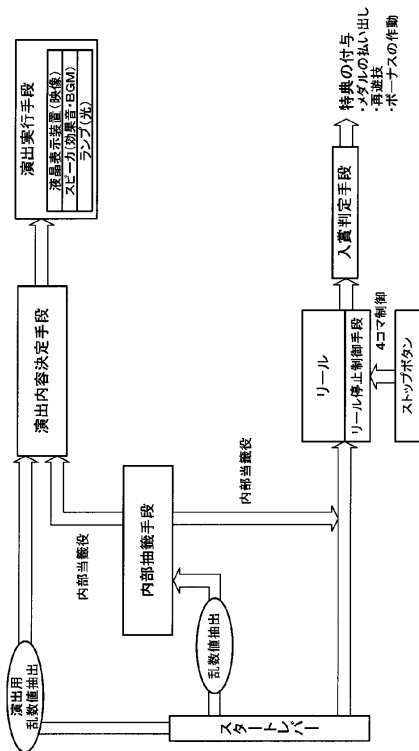 演出用
乱数値抽出
演出内容決定手段
演出実行手段
液晶表示装置(映像)
スピーカ(効果音・BGM)
ランプ(光)
内部当籤役
内部抽籤手段
内部当籤役
乱数値抽出
スタートレバー
リール
リール停止制御手段
4コマ制御
ストップボタン
入賞判定手段
特典の付与
・メダルの払い出し
・再遊技
・ボーナスの作動